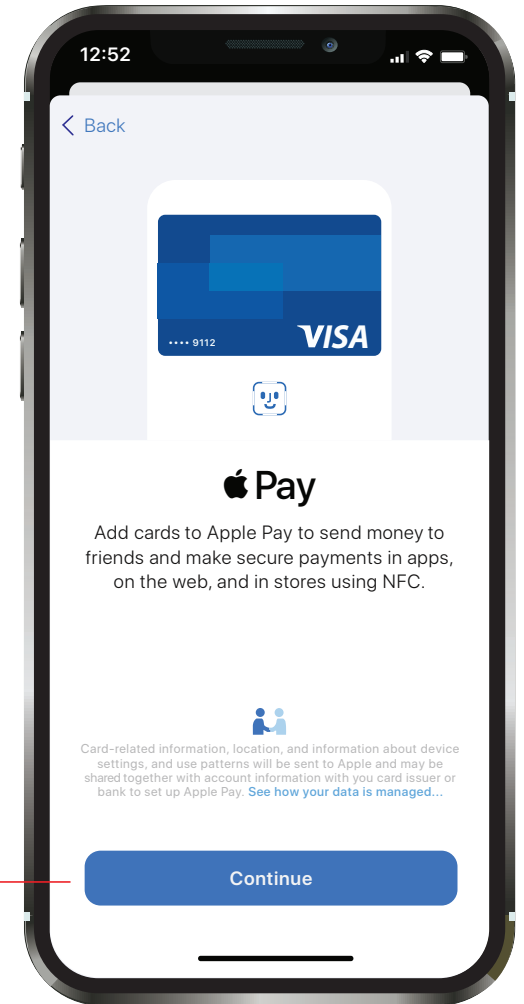 12:52
Back
•••• 9112
VISA
Pay
Add cards to Apple Pay to send money to
friends and make secure payments in apps,
on the web, and in stores using NFC.
Card-related information, location, and information about device
settings, and use patterns will be sent to Apple and may be
shared together with account information with you card issuer or
bank to set up Apple Pay. See how your data is managed...
Continue